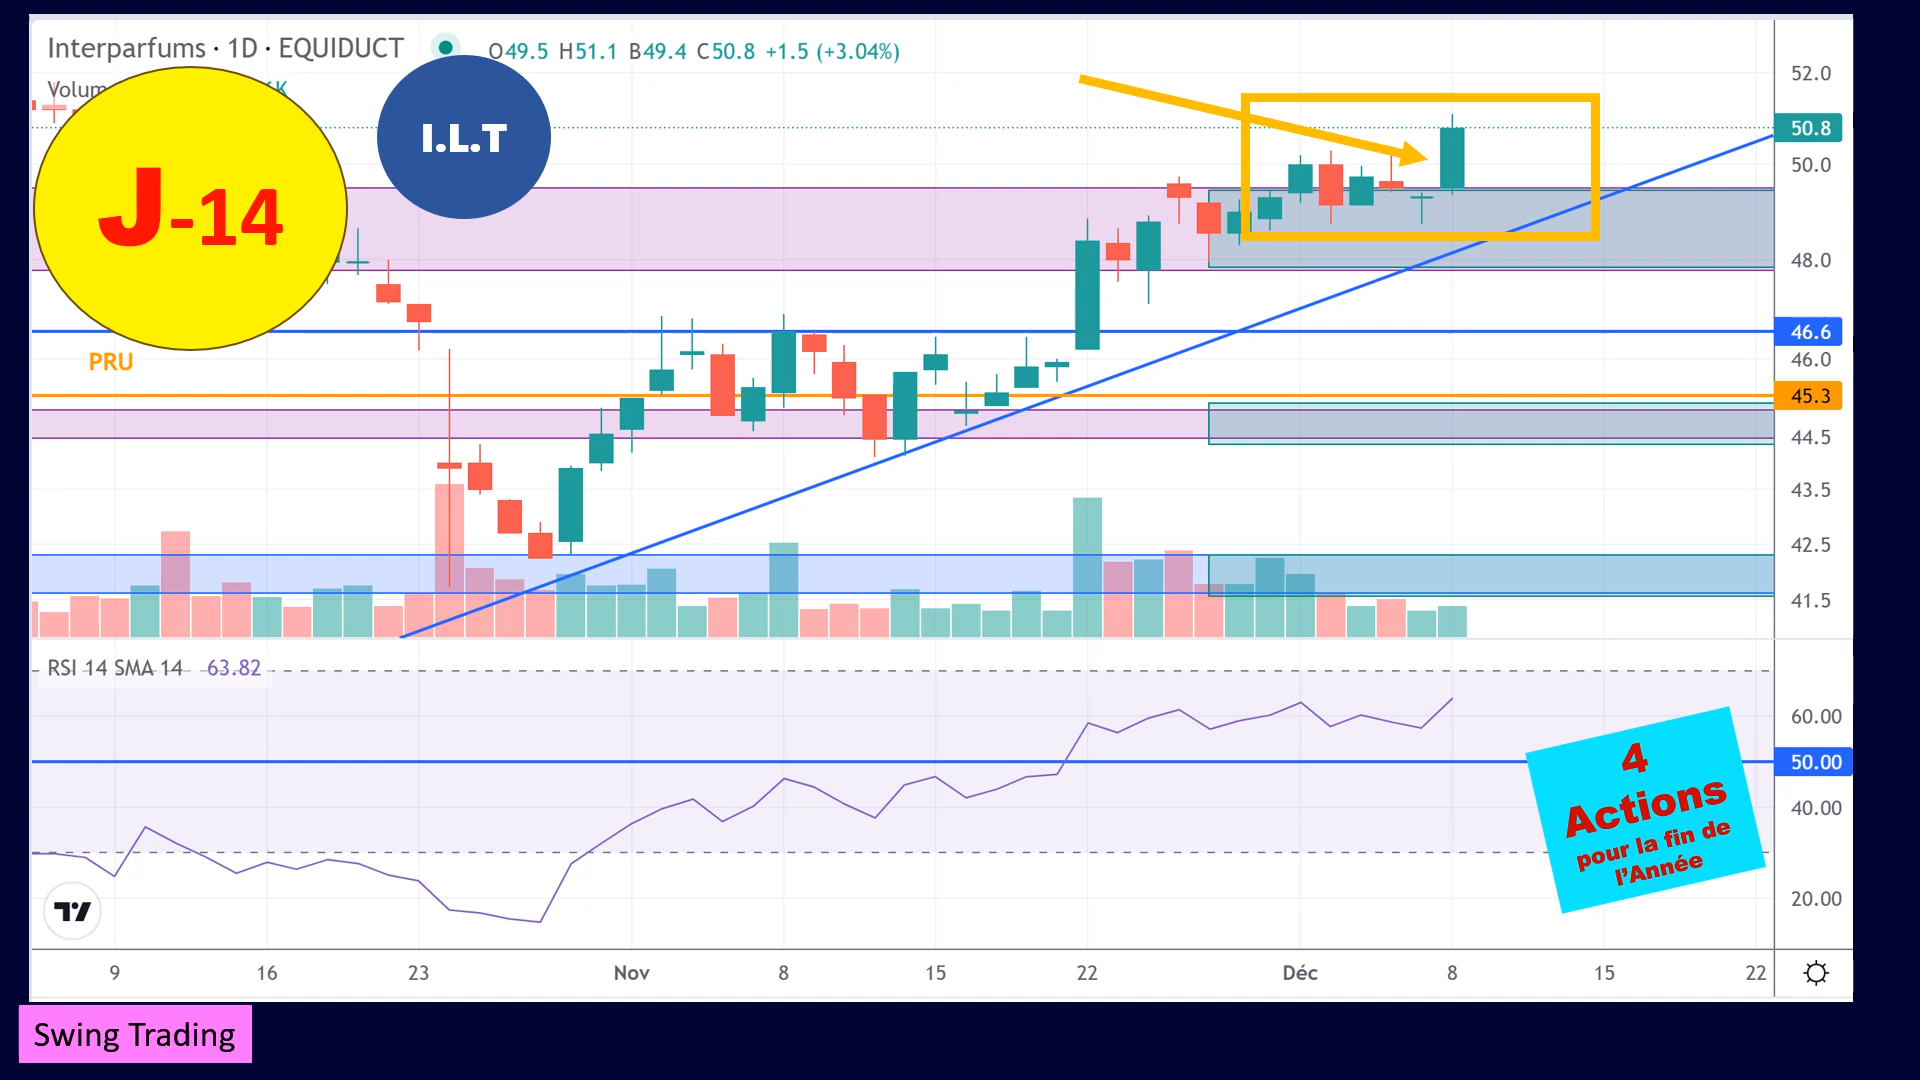 Interparfums · 1D · EQUIDUCT
O49.5 H51.1 B49.4 C50.8 +1.5 (+3.04%)
Volum
K
J-14
I.L.T
PRU
52.0
50.8
50.0
48.0
46.6
46.0
45.3
44.5
43.5
42.5
41.5
RSI 14 SMA 14 63.82
60.00
50.00
40.00
20.00
4
Actions
pour la fin de
l'Année
9 16 23 Nov 8 15 22 Déc 8 15 22
Swing Trading